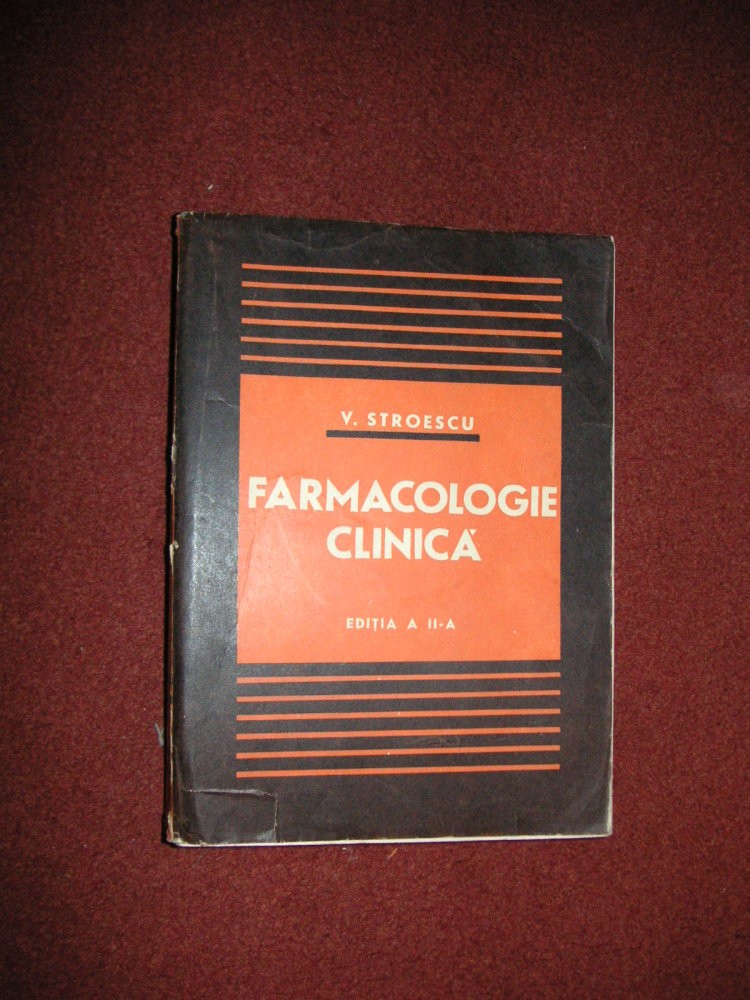 V. STROESCU
FARMACOLOGIE
CLINICĂ
EDIȚIA A II-A